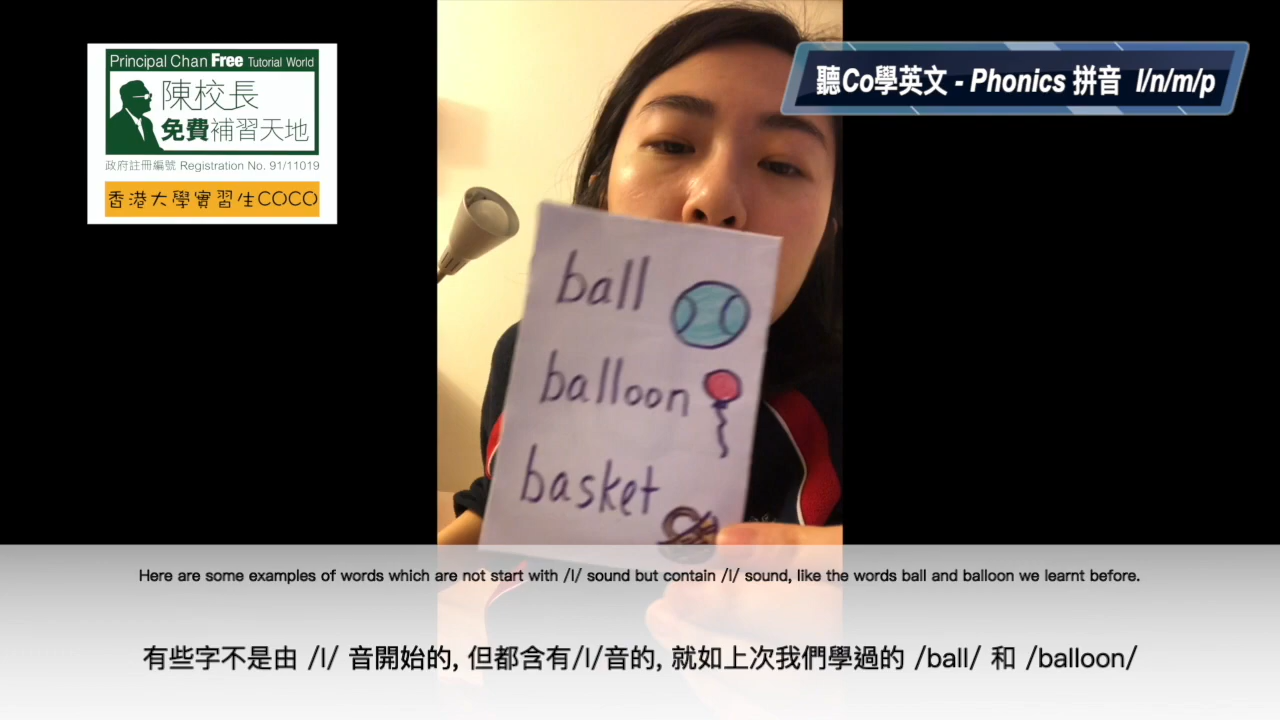 Principal Chan Free Tutorial World
陳校長
免費補習天地
政府註冊編號 Registration No. 91/11019
香港大學實習生COCO
聽Co學英文 - Phonics 拼音 l/n/m/p
ball
balloon
basket
Here are some examples of words which are not start with /l/ sound but contain /l/ sound, like the words ball and balloon we learnt before.
有些字不是由 /l/ 音開始的, 但都含有/l/音的, 就如上次我們學過的 /ball/ 和 /balloon/